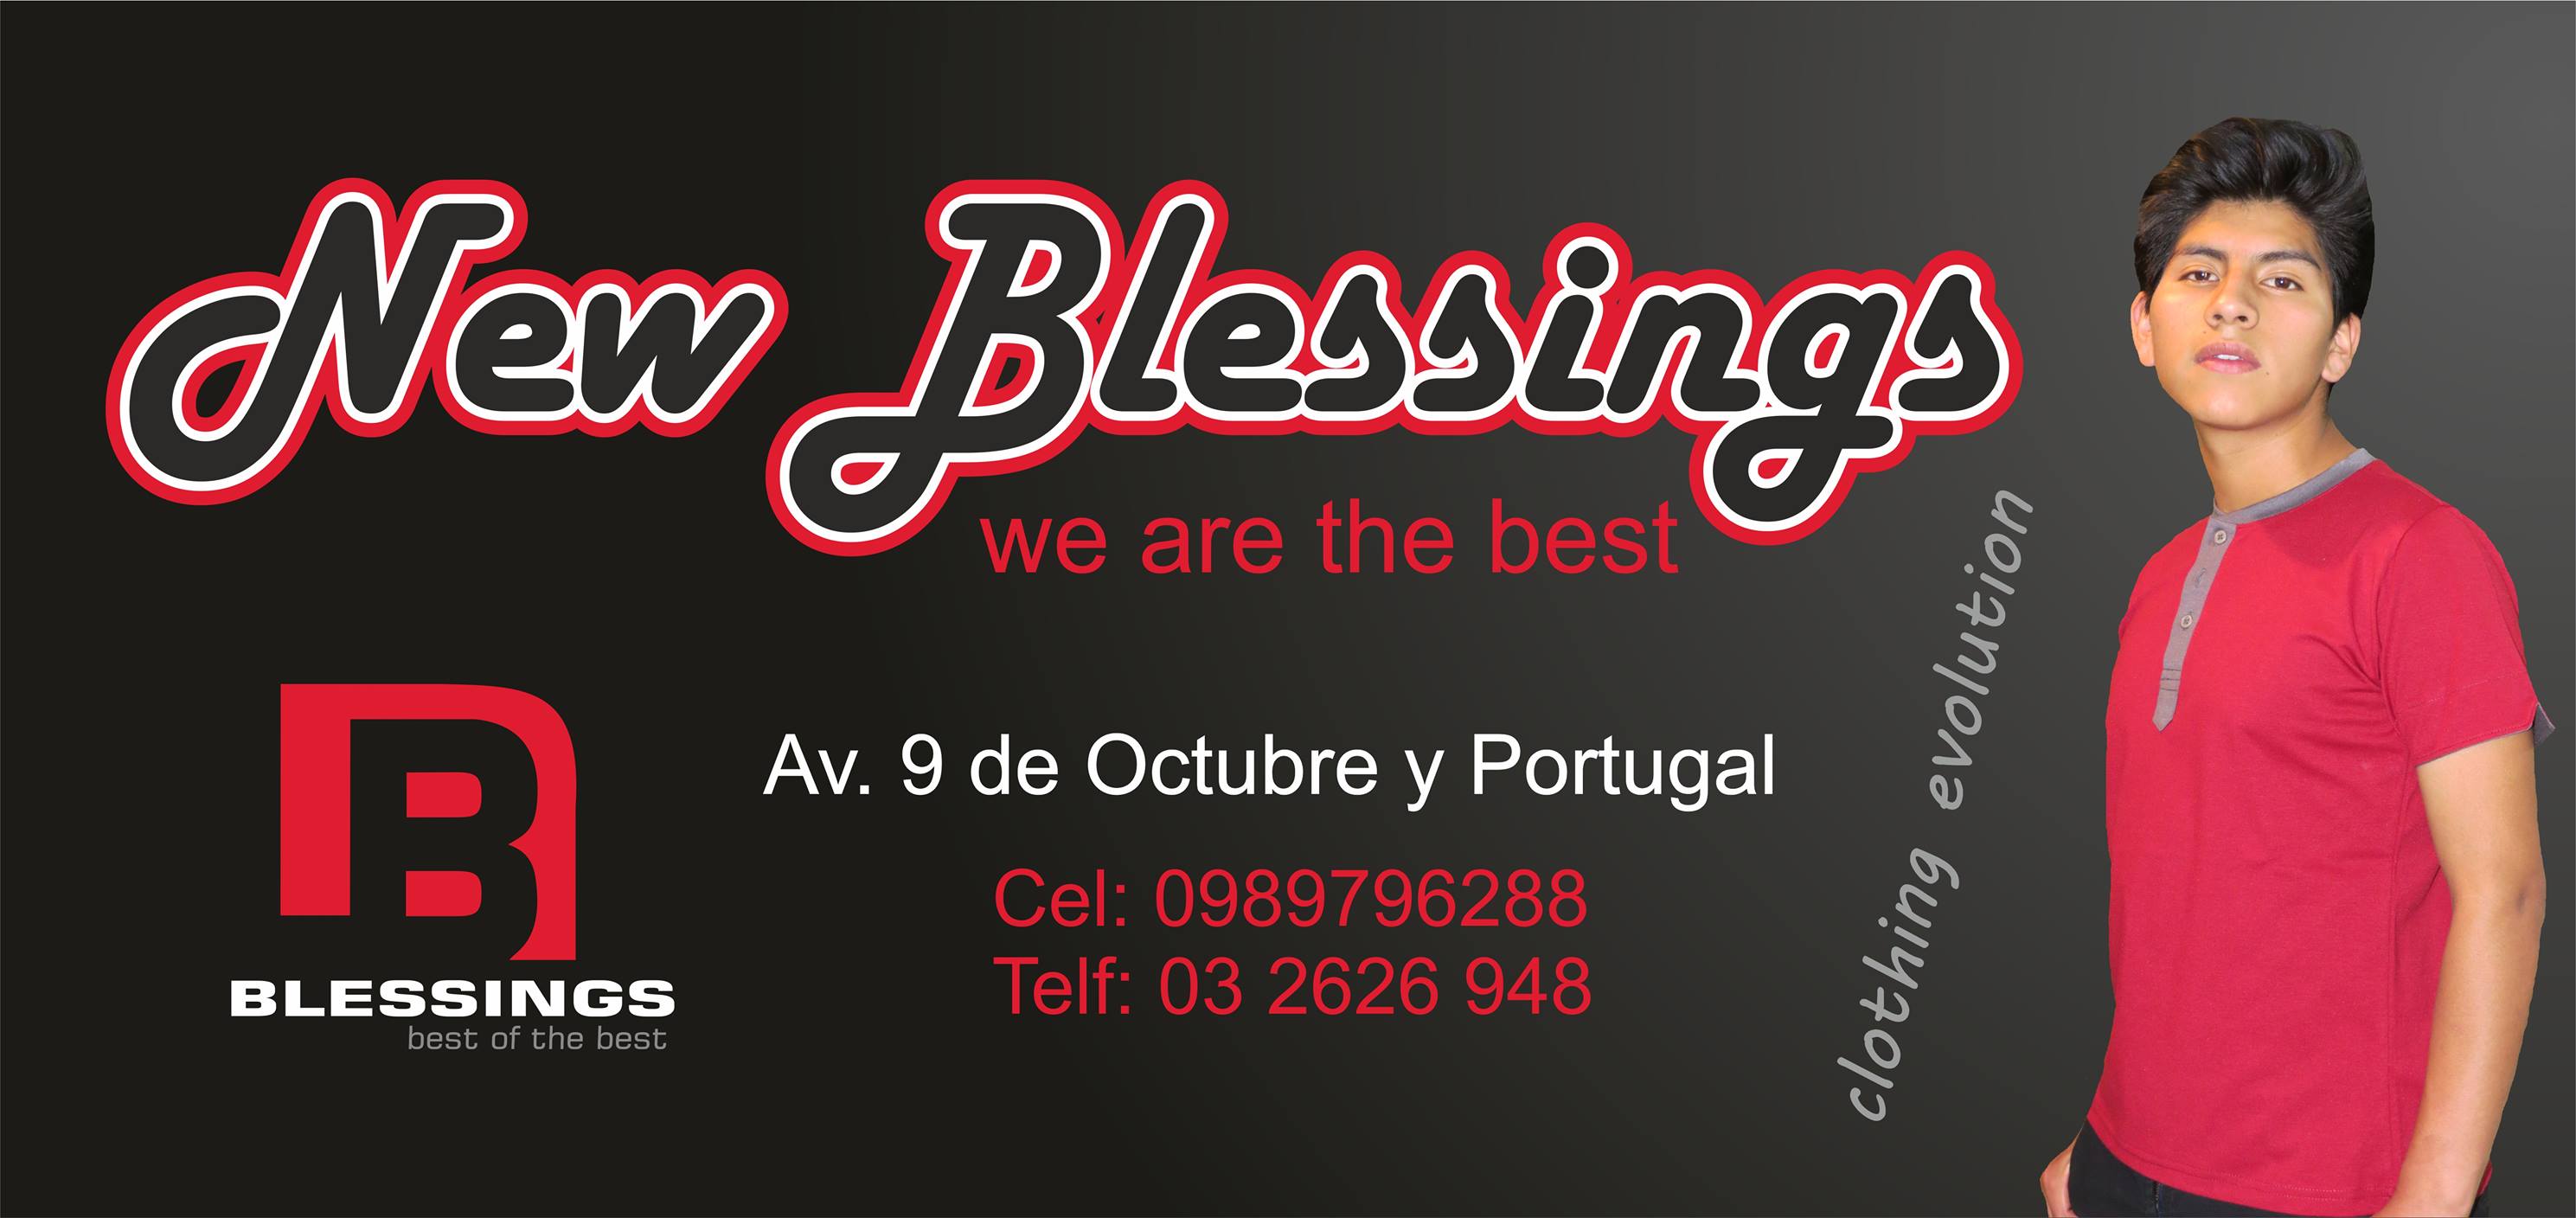 New Blessings
we are the best
BLESSINGS
best of the best
Av. 9 de Octubre y Portugal
Cel: 0989796288
Telf: 03 2626 948
clothing evolution